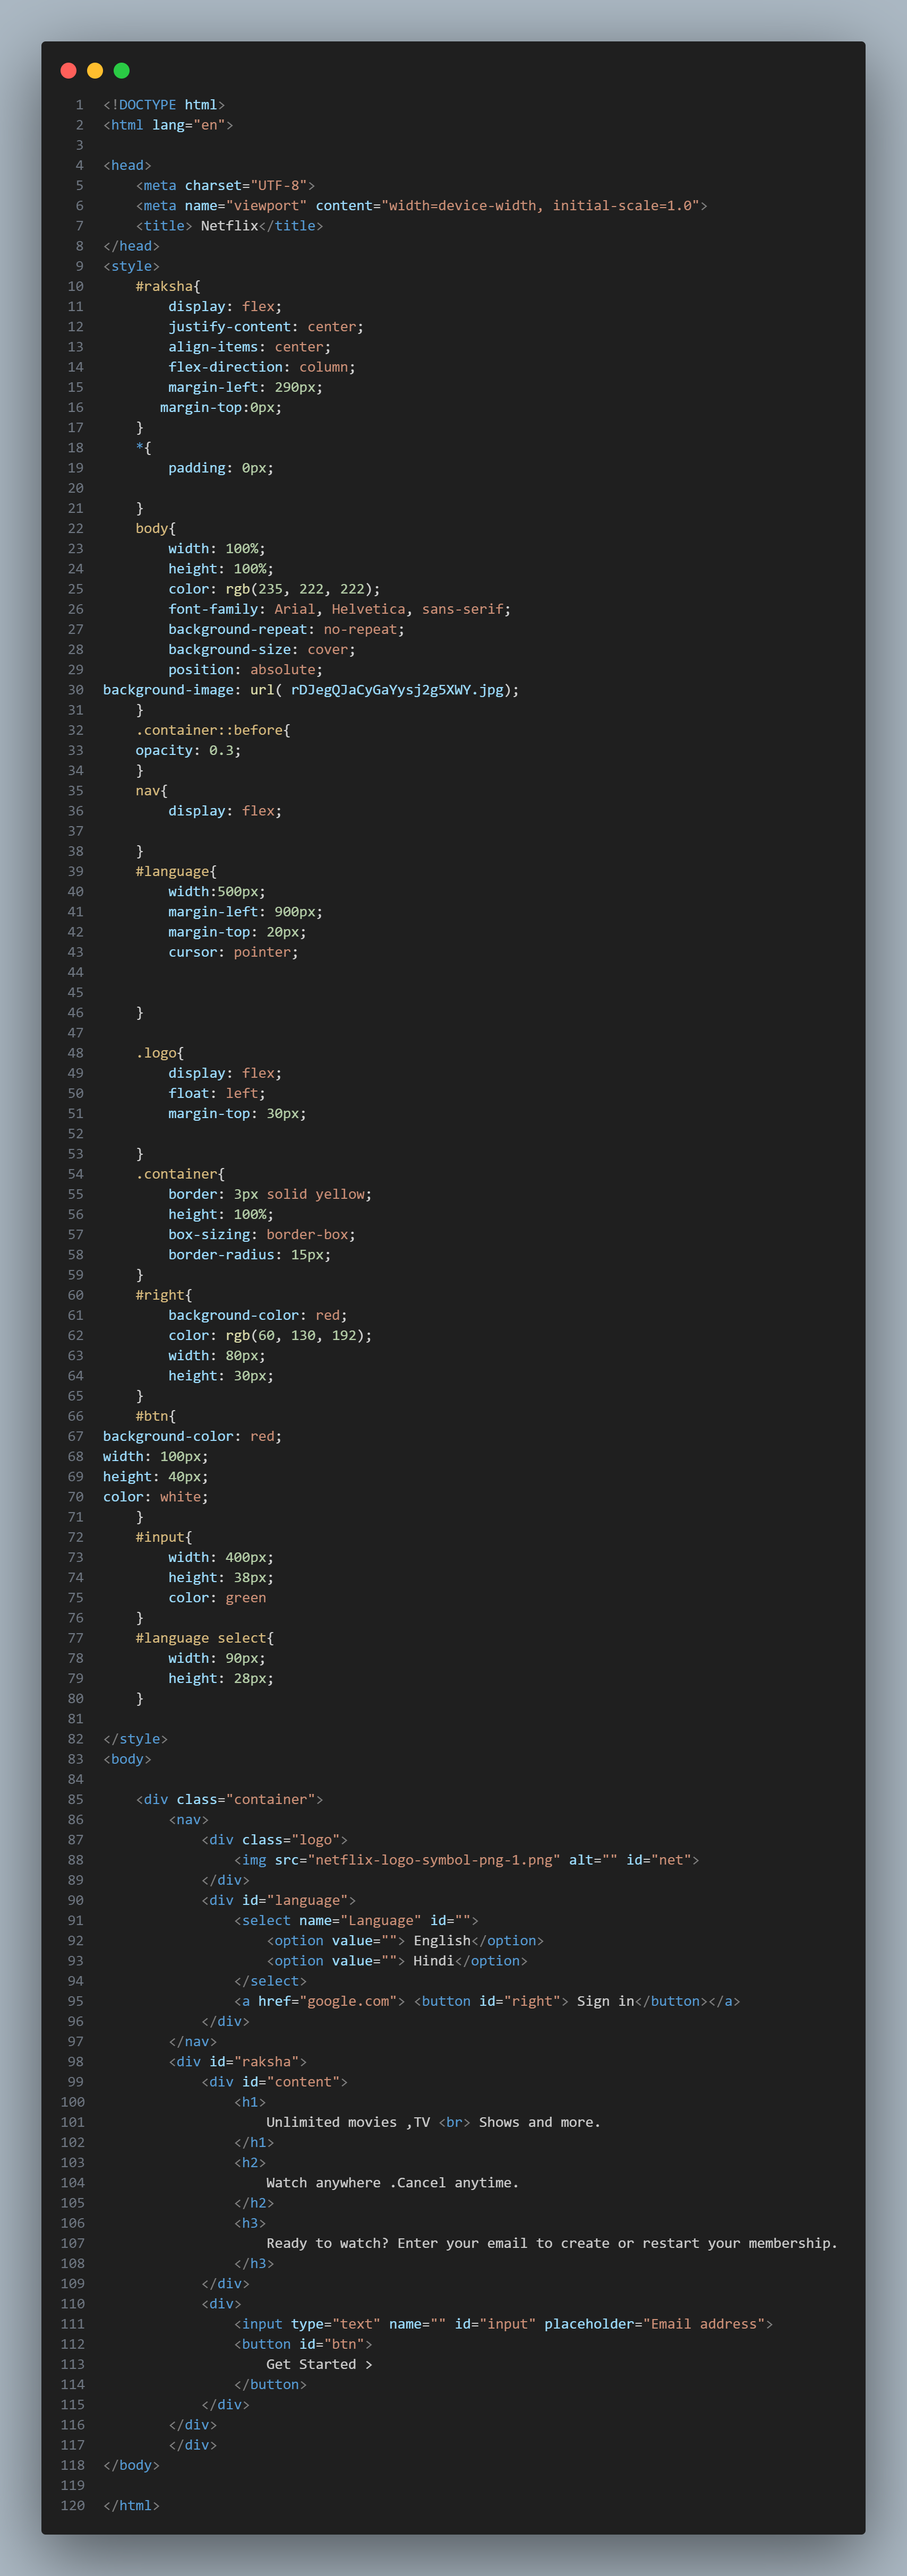 1 <!DOCTYPE html>
2 <html lang="en">
3
4 <head>
5     <meta charset="UTF-8">
6     <meta name="viewport" content="width=device-width, initial-scale=1.0">
7     <title> Netflix</title>
8 </head>
9 <style>
10     #raksha{
11         display: flex;
12         justify-content: center;
13         align-items: center;
14         flex-direction: column;
15         margin-left: 290px;
16        margin-top:0px;
17     }
18     *{
19         padding: 0px;
20
21     }
22     body{
23         width: 100%;
24         height: 100%;
25         color: rgb(235, 222, 222);
26         font-family: Arial, Helvetica, sans-serif;
27         background-repeat: no-repeat;
28         background-size: cover;
29         position: absolute;
30 background-image: url( rDJegQJaCyGaYysj2g5XWY.jpg);
31     }
32     .container::before{
33     opacity: 0.3;
34     }
35     nav{
36         display: flex;
37
38     }
39     #language{
40         width:500px;
41         margin-left: 900px;
42         margin-top: 20px;
43         cursor: pointer;
44
45
46     }
47
48     .logo{
49         display: flex;
50         float: left;
51         margin-top: 30px;
52
53     }
54     .container{
55         border: 3px solid yellow;
56         height: 100%;
57         box-sizing: border-box;
58         border-radius: 15px;
59     }
60     #right{
61         background-color: red;
62         color: rgb(60, 130, 192);
63         width: 80px;
64         height: 30px;
65     }
66     #btn{
67 background-color: red;
68 width: 100px;
69 height: 40px;
70 color: white;
71     }
72     #input{
73         width: 400px;
74         height: 38px;
75         color: green
76     }
77     #language select{
78         width: 90px;
79         height: 28px;
80     }
81
82 </style>
83 <body>
84
85     <div class="container">
86         <nav>
87             <div class="logo">
88                 <img src="netflix-logo-symbol-png-1.png" alt="" id="net">
89             </div>
90             <div id="language">
91                 <select name="Language" id="">
92                     <option value=""> English</option>
93                     <option value=""> Hindi</option>
94                 </select>
95                 <a href="google.com"> <button id="right"> Sign in</button></a>
96             </div>
97         </nav>
98         <div id="raksha">
99             <div id="content">
100                 <h1>
101                     Unlimited movies ,TV <br> Shows and more.
102                 </h1>
103                 <h2>
104                     Watch anywhere .Cancel anytime.
105                 </h2>
106                 <h3>
107                     Ready to watch? Enter your email to create or restart your membership.
108                 </h3>
109             </div>
110             <div>
111                 <input type="text" name="" id="input" placeholder="Email address">
112                 <button id="btn">
113                     Get Started >
114                 </button>
115             </div>
116         </div>
117         </div>
118 </body>
119
120 </html>